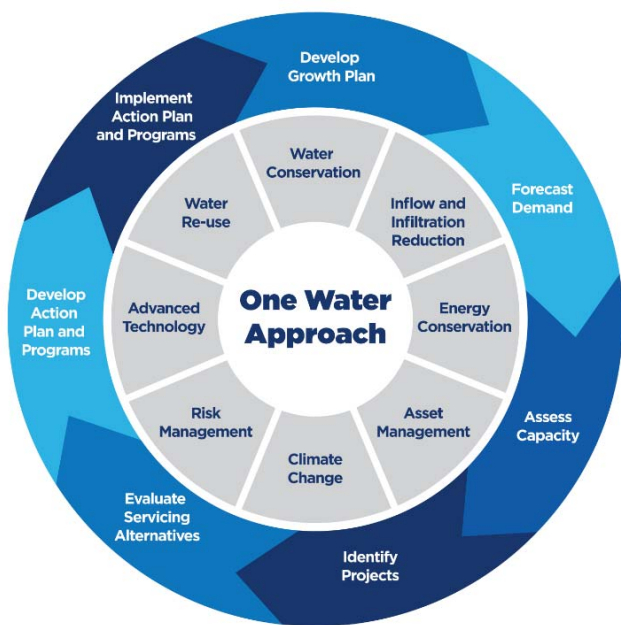 Develop
Growth Plan
Forecast
Demand
Assess
Capacity
Identify
Projects
Evaluate
Servicing
Alternatives
Develop
Action
Plan and
Programs
Implement
Action Plan
and Programs
Water
Conservation
Inflow and
Infiltration
Reduction
Energy
Conservation
Asset
Management
Climate
Change
Risk
Management
Advanced
Technology
Water
Re-use
One Water
Approach